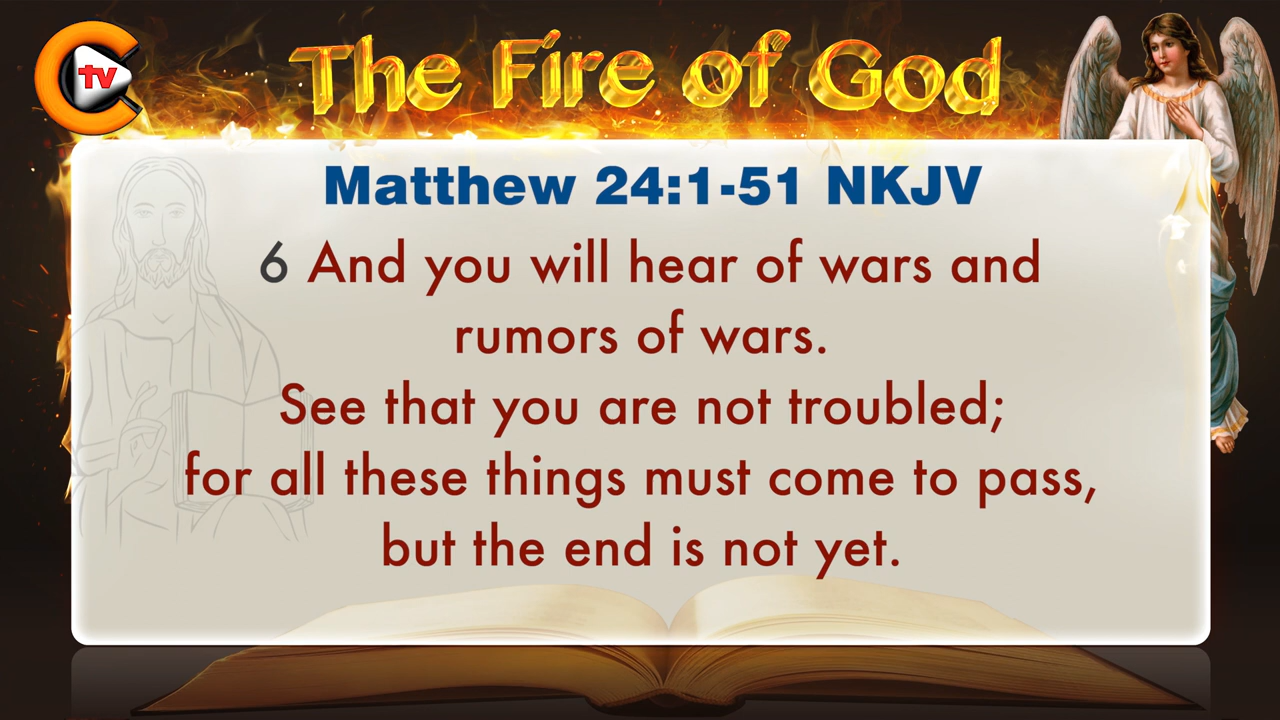 tv
The Fire of God
Matthew 24:1-51 NKJV
6 And you will hear of wars and
rumors of wars.
See that you are not troubled;
for all these things must come to pass,
but the end is not yet.